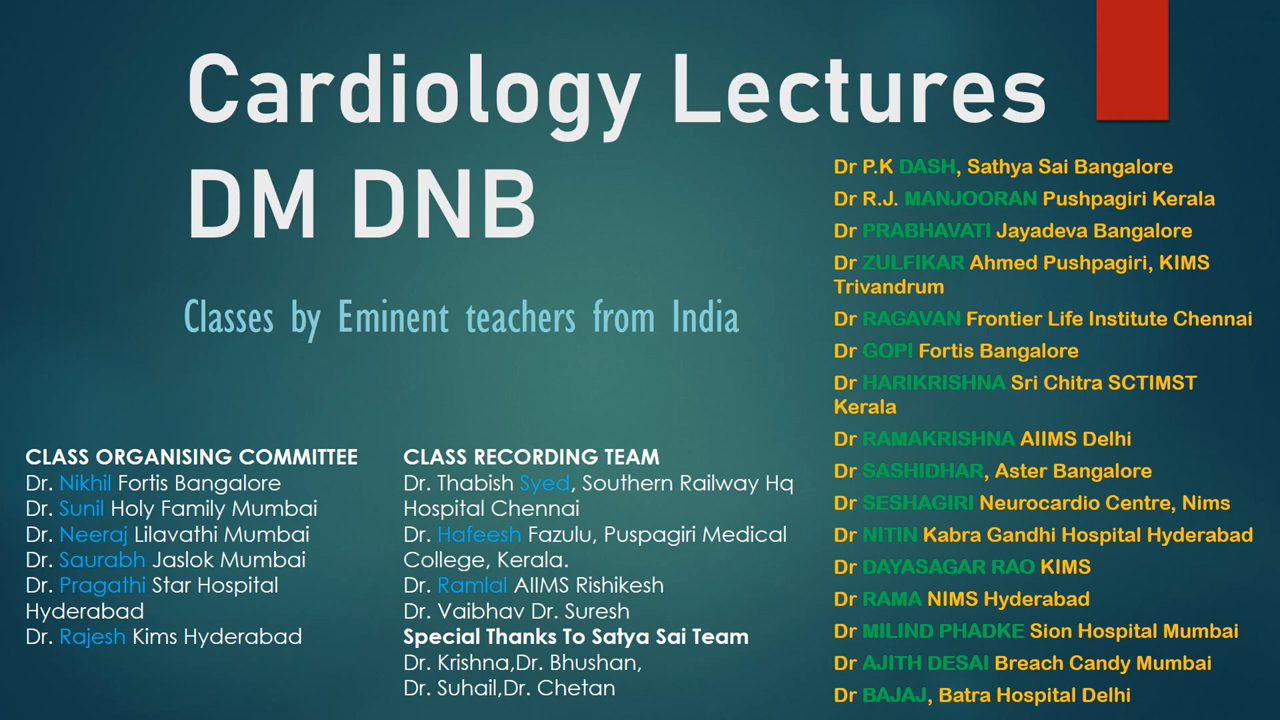 Cardiology Lectures
DM DNB
Classes by Eminent teachers from India
CLASS ORGANISING COMMITTEE
Dr. Nikhil Fortis Bangalore
Dr. Sunil Holy Family Mumbai
Dr. Neeraj Lilavathi Mumbai
Dr. Saurabh Jaslok Mumbai
Dr. Pragathi Star Hospital
Hyderabad
Dr. Rajesh Kims Hyderabad
CLASS RECORDING TEAM
Dr. Thabish Syed, Southern Railway Hq
Hospital Chennai
Dr. Hafeesh Fazulu, Puspagiri Medical
College, Kerala.
Dr. Ramlal AIIMS Rishikesh
Dr. Vaibhav Dr. Suresh
Special Thanks To Satya Sai Team
Dr. Krishna,Dr. Bhushan,
Dr. Suhail,Dr. Chetan
Dr P.K DASH, Sathya Sai Bangalore
Dr R.J. MANJOORAN Pushpagiri Kerala
Dr PRABHAVATI Jayadeva Bangalore
Dr ZULFIKAR Ahmed Pushpagiri, KIMS
Trivandrum
Dr RAGAVAN Frontier Life Institute Chennai
Dr GOPI Fortis Bangalore
Dr HARIKRISHNA Sri Chitra SCTIMST
Kerala
Dr RAMAKRISHNA AIIMS Delhi
Dr SASHIDHAR, Aster Bangalore
Dr SESHAGIRI Neurocardio Centre, Nims
Dr NITIN Kabra Gandhi Hospital Hyderabad
Dr DAYASAGAR RAO KIMS
Dr RAMA NIMS Hyderabad
Dr MILIND PHADKE Sion Hospital Mumbai
Dr AJITH DESAI Breach Candy Mumbai
Dr BAJAJ, Batra Hospital Delhi